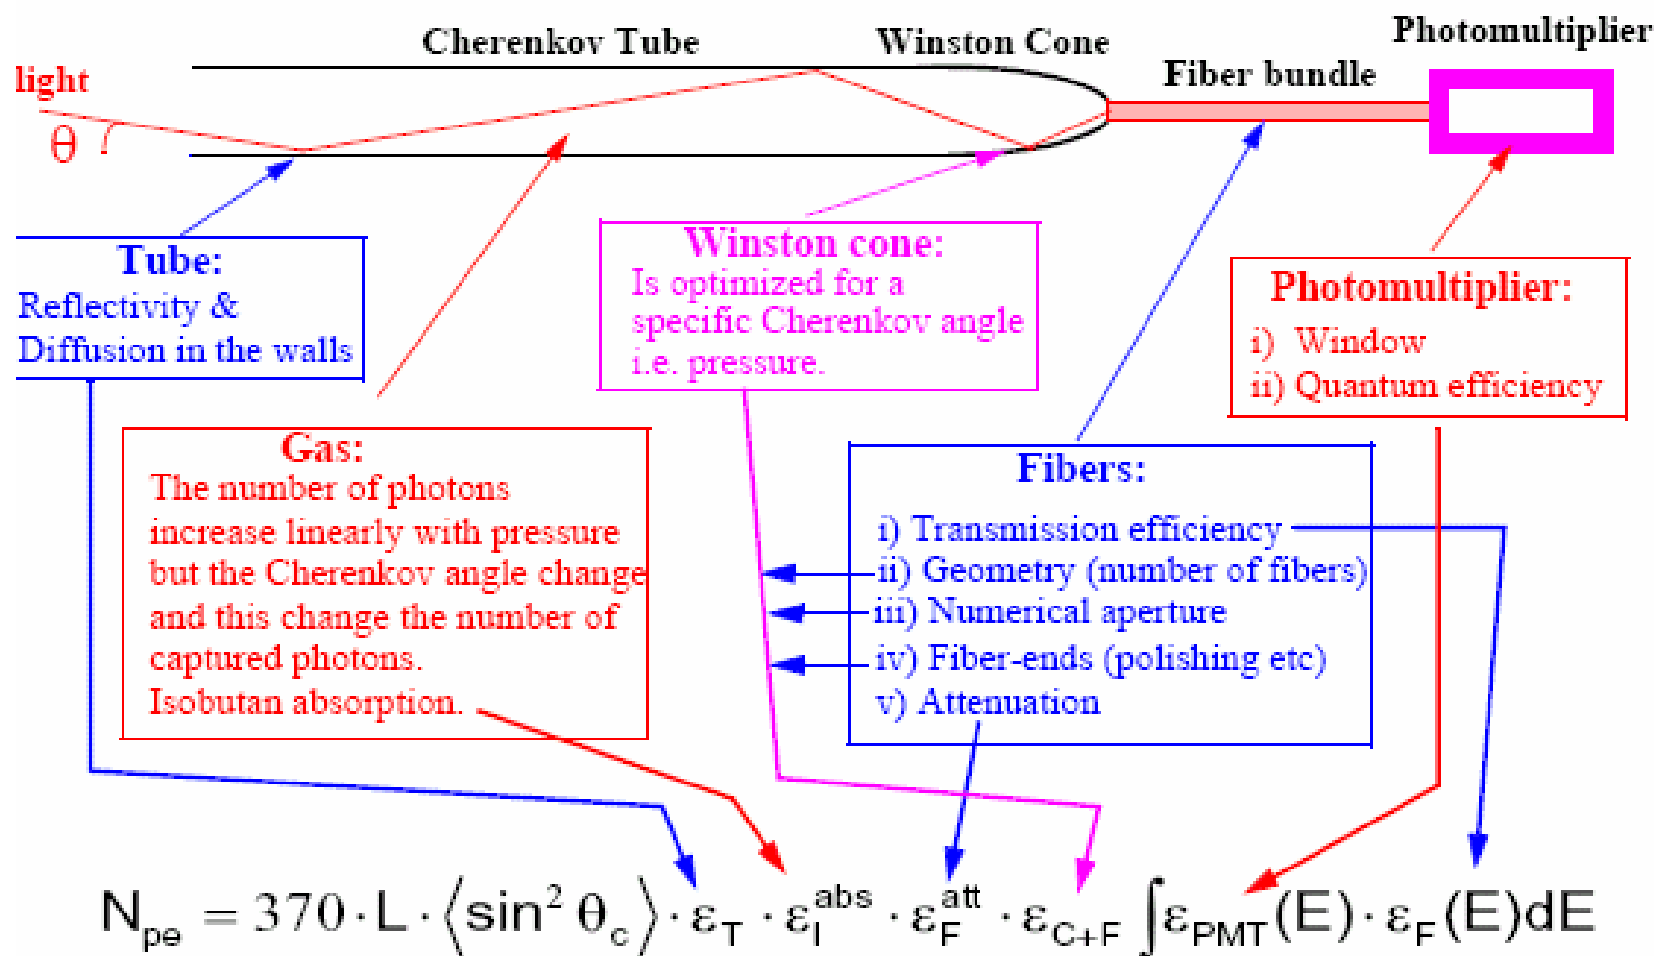 Photomultiplier
Cherenkov Tube
Winston Cone
Fiber bundle
light
θ
Tube:
Reflectivity &
Diffusion in the walls
Winston cone:
Is optimized for a
specific Cherenkov angle
i.e. pressure.
Photomultiplier:
i) Window
ii) Quantum efficiency
Gas:
The number of photons
increase linearly with pressure
but the Cherenkov angle change
and this change the number of
captured photons.
Isobutan absorption.
Fibers:
i) Transmission efficiency
ii) Geometry (number of fibers)
iii) Numerical aperture
iv) Fiber-ends (polishing etc)
v) Attenuation
N_pe = 370 · L · ⟨sin² θ_c⟩ · ε_T · ε_I^abs · ε_F^att · ε_C+F ∫ε_PMT(E) · ε_F(E)dE